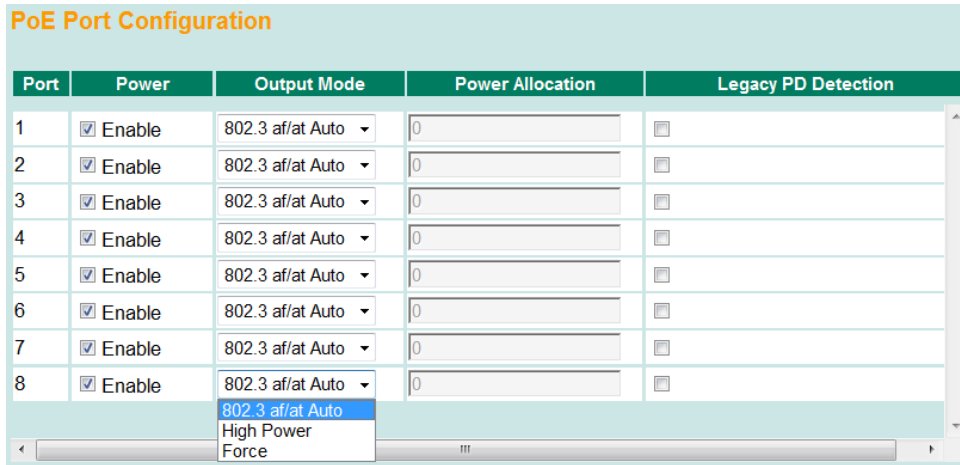 PoE Port Configuration
Port Power Output Mode Power Allocation Legacy PD Detection
1 Enable 802.3 af/at Auto 0
2 Enable 802.3 af/at Auto 0
3 Enable 802.3 af/at Auto 0
4 Enable 802.3 af/at Auto 0
5 Enable 802.3 af/at Auto 0
6 Enable 802.3 af/at Auto 0
7 Enable 802.3 af/at Auto 0
8 Enable 802.3 af/at Auto 0
802.3 af/at Auto
High Power
Force